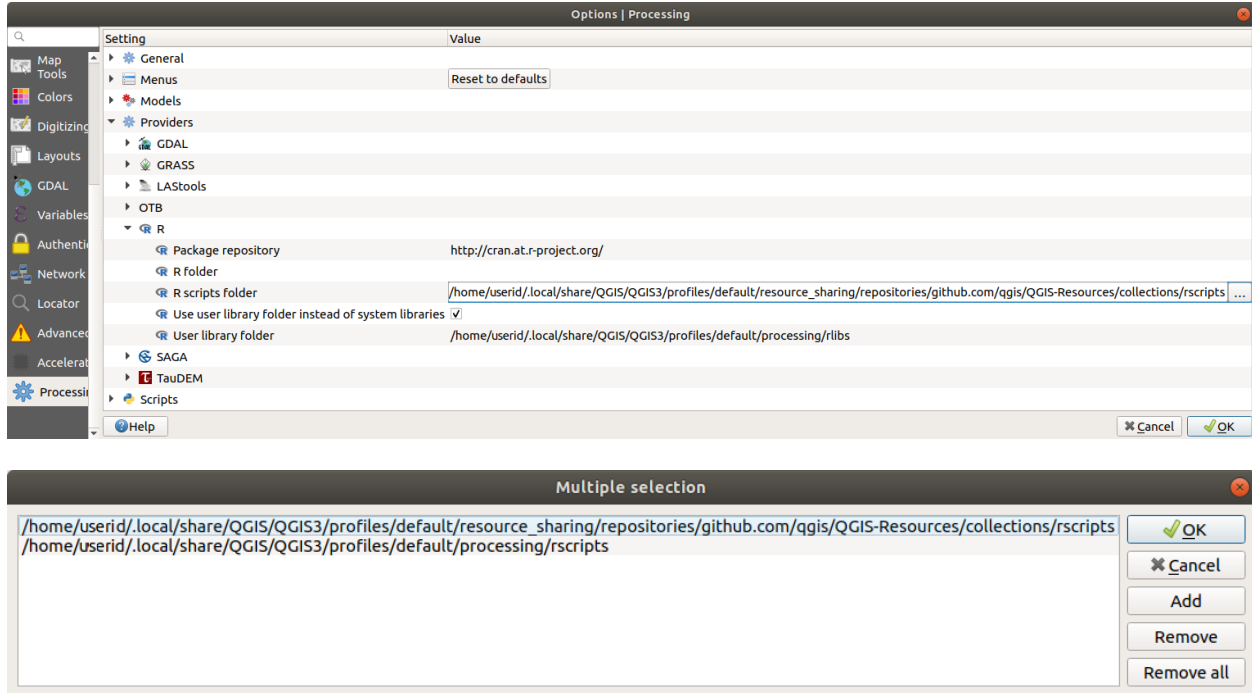 Options | Processing
Setting Value
Map Tools
General
Menus Reset to defaults
Colors
Models
Digitizing
Providers
GDAL
Layouts
GRASS
GDAL
LAStools
Variables
OTB
R
Authenti
Package repository http://cran.at.r-project.org/
Network
R folder
R scripts folder /home/userid/.local/share/QGIS/QGIS3/profiles/default/resource_sharing/repositories/github.com/qgis/QGIS-Resources/collections/rscripts ...
Locator
Use user library folder instead of system libraries
Advanced
User library folder /home/userid/.local/share/QGIS/QGIS3/profiles/default/processing/rlibs
Accelerat
SAGA
TauDEM
Processi
Scripts
Help Cancel OK
Multiple selection
/home/userid/.local/share/QGIS/QGIS3/profiles/default/resource_sharing/repositories/github.com/qgis/QGIS-Resources/collections/rscripts
/home/userid/.local/share/QGIS/QGIS3/profiles/default/processing/rscripts
OK
Cancel
Add
Remove
Remove all